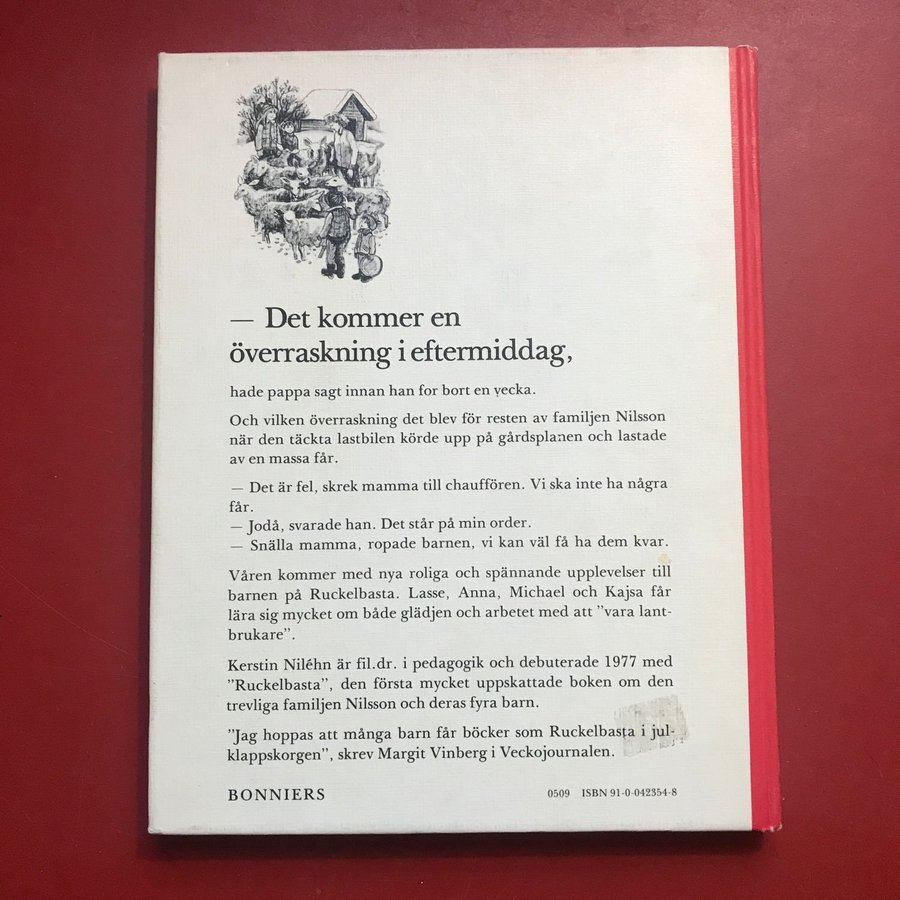 — Det kommer en
överraskning i eftermiddag,
hade pappa sagt innan han for bort en vecka.
Och vilken överraskning det blev för resten av familjen Nilsson
när den täckta lastbilen körde upp på gårdsplanen och lastade
av en massa får.
— Det är fel, skrek mamma till chauffören. Vi ska inte ha några
får.
— Jodå, svarade han. Det står på min order.
— Snälla mamma, ropade barnen, vi kan väl få ha dem kvar.
Våren kommer med nya roliga och spännande upplevelser till
barnen på Ruckelbasta. Lasse, Anna, Michael och Kajsa får
lära sig mycket om både glädjen och arbetet med att ”vara lant-
brukare”.
Kerstin Niléhn är fil.dr. i pedagogik och debuterade 1977 med
”Ruckelbasta”, den första mycket uppskattade boken om den
trevliga familjen Nilsson och deras fyra barn.
”Jag hoppas att många barn får böcker som Ruckelbasta i jul-
klappskorgen”, skrev Margit Vinberg i Veckojournalen.
BONNIERS 0509 ISBN 91-0-042354-8